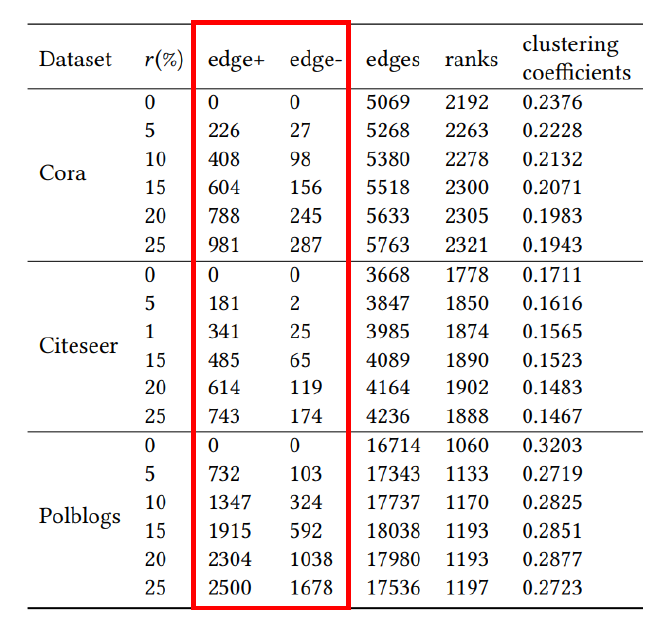 Dataset r(%) edge+ edge- edges ranks clustering coefficients
0 0 0 5069 2192 0.2376
5 226 27 5268 2263 0.2228
10 408 98 5380 2278 0.2132
Cora
15 604 156 5518 2300 0.2071
20 788 245 5633 2305 0.1983
25 981 287 5763 2321 0.1943
0 0 0 3668 1778 0.1711
5 181 2 3847 1850 0.1616
1 341 25 3985 1874 0.1565
Citeseer
15 485 65 4089 1890 0.1523
20 614 119 4164 1902 0.1483
25 743 174 4236 1888 0.1467
0 0 0 16714 1060 0.3203
5 732 103 17343 1133 0.2719
10 1347 324 17737 1170 0.2825
Polblogs
15 1915 592 18038 1193 0.2851
20 2304 1038 17980 1193 0.2877
25 2500 1678 17536 1197 0.2723